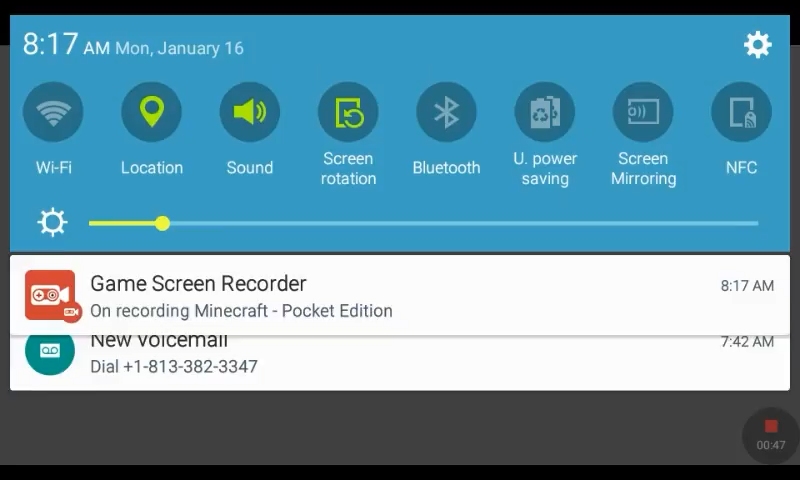 8:17 AM Mon, January 16
Wi-Fi
Location
Sound
Screen
rotation
Bluetooth
U. power
saving
Screen
Mirroring
NFC
Game Screen Recorder
8:17 AM
On recording Minecraft - Pocket Edition
New Voicemail
7:42 AM
Dial +1-813-382-3347
00:47